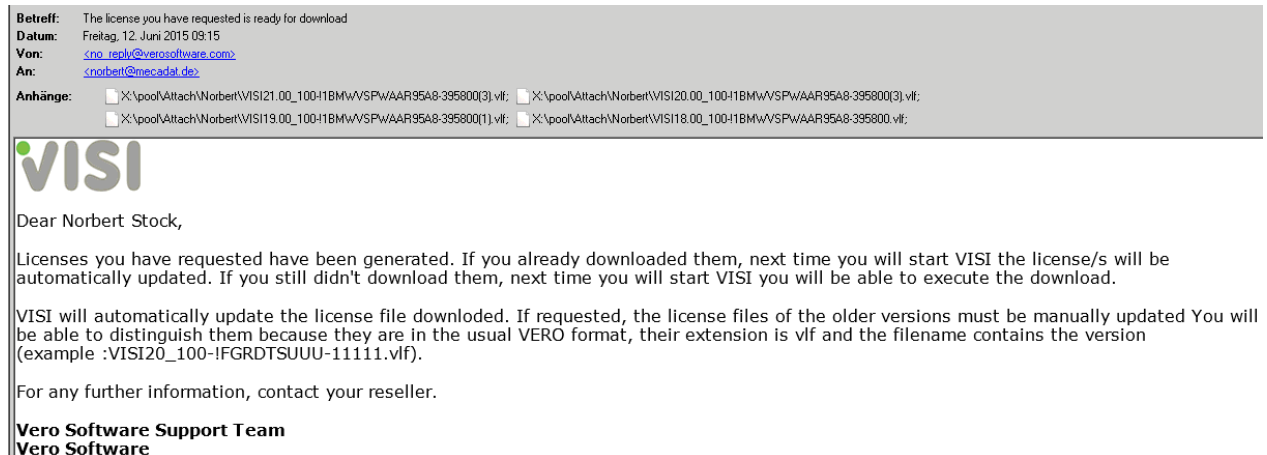 Betreff: The license you have requested is ready for download
Datum: Freitag, 12. Juni 2015 09:15
Von: <no_reply@verosoftware.com>
An: <norbert@mecadat.de>
Anhänge: X:\pool\Attach\Norbert\VISI21.00_100-!1BMWVSPWAAR95A8-395800(3).vlf; X:\pool\Attach\Norbert\VISI20.00_100-!1BMWVSPWAAR95A8-395800(3).vlf;
X:\pool\Attach\Norbert\VISI19.00_100-!1BMWVSPWAAR95A8-395800(1).vlf; X:\pool\Attach\Norbert\VISI18.00_100-!1BMWVSPWAAR95A8-395800.vlf;
VISI
Dear Norbert Stock,
Licenses you have requested have been generated. If you already downloaded them, next time you will start VISI the license/s will be
automatically updated. If you still didn't download them, next time you will start VISI you will be able to execute the download.
VISI will automatically update the license file downloded. If requested, the license files of the older versions must be manually updated You will
be able to distinguish them because they are in the usual VERO format, their extension is vlf and the filename contains the version
(example :VISI20_100-!FGRDTSUUU-11111.vlf).
For any further information, contact your reseller.
Vero Software Support Team
Vero Software